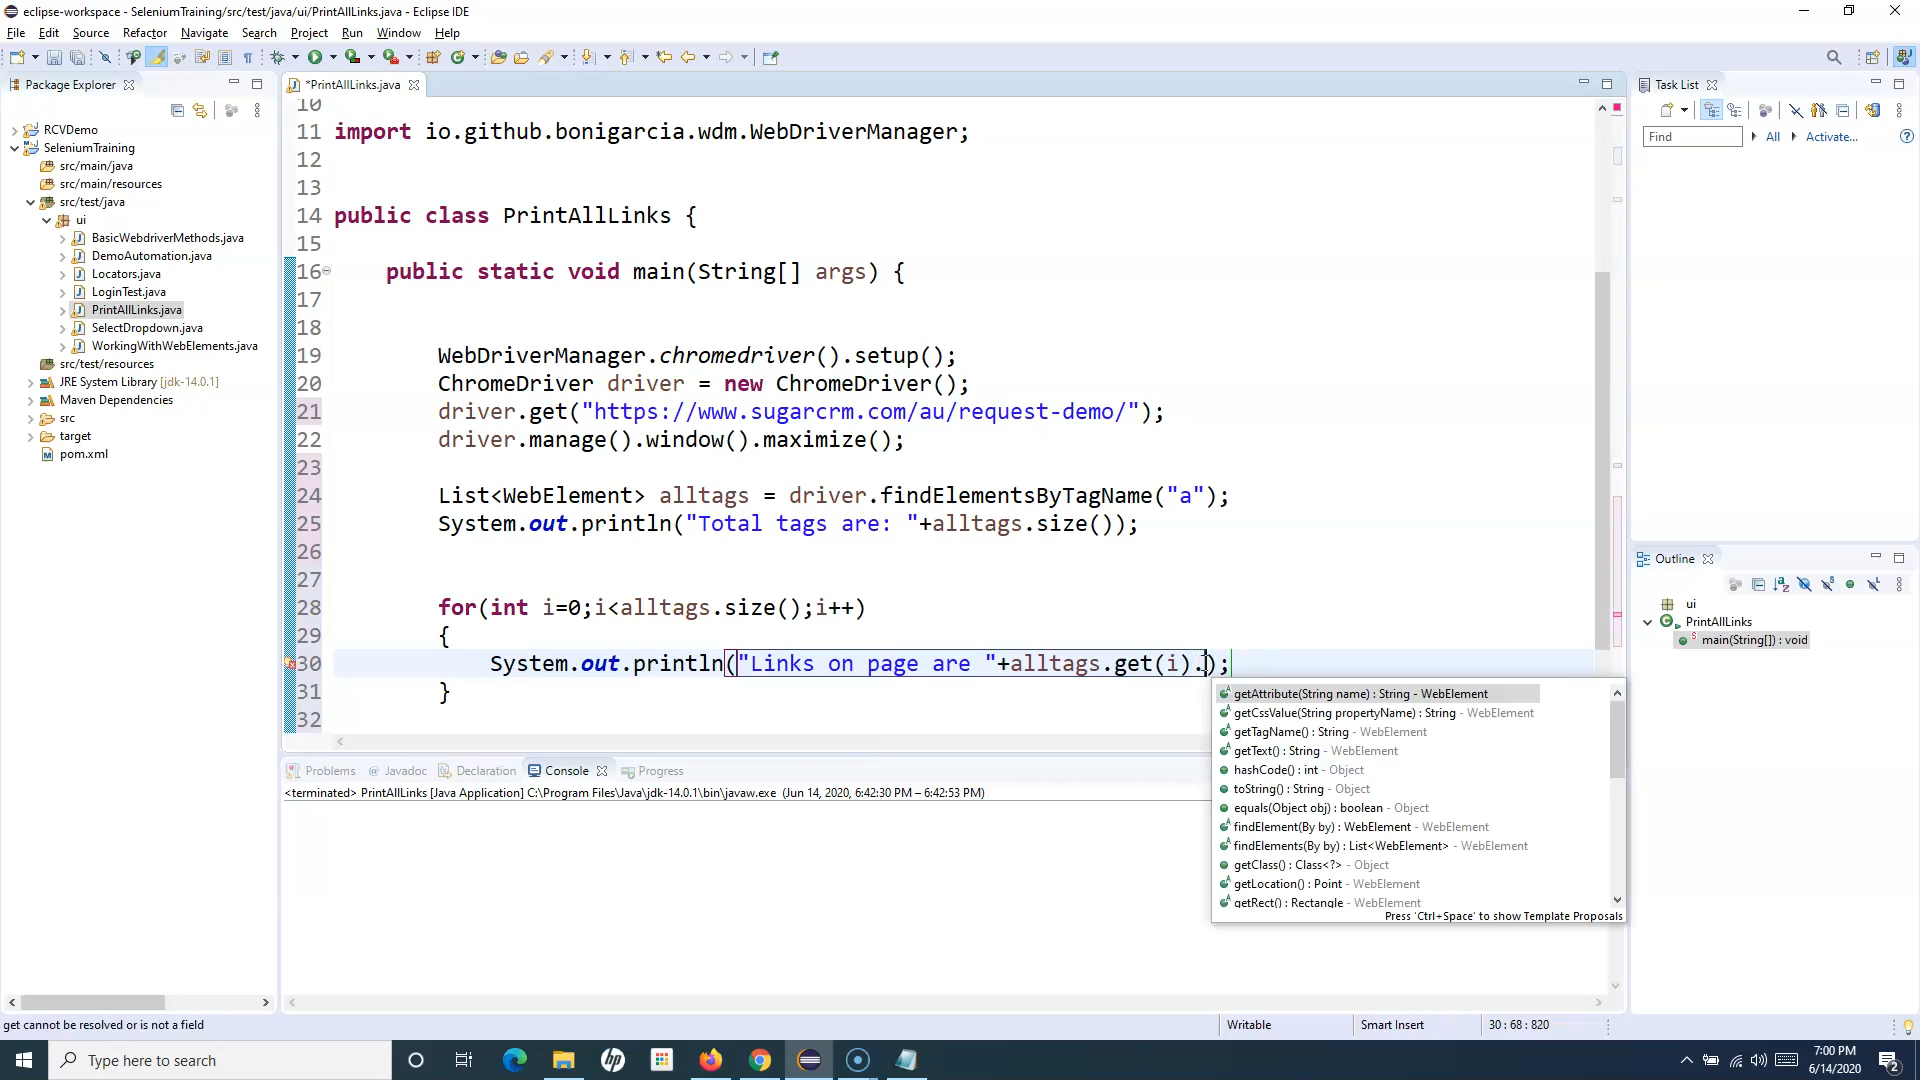 eclipse-workspace - SeleniumTraining/src/test/java/ui/PrintAllLinks.java - Eclipse IDE
File Edit Source Refactor Navigate Search Project Run Window Help
Package Explorer
RCVDemo
SeleniumTraining
src/main/java
src/main/resources
src/test/java
ui
BasicWebdriverMethods.java
DemoAutomation.java
Locators.java
LoginTest.java
PrintAllLinks.java
SelectDropdown.java
WorkingWithWebElements.java
src/test/resources
JRE System Library [jdk-14.0.1]
Maven Dependencies
src
target
pom.xml
*PrintAllLinks.java
10
11 import io.github.bonigarcia.wdm.WebDriverManager;
12
13
14 public class PrintAllLinks {
15
16 public static void main(String[] args) {
17
18
19 WebDriverManager.chromedriver().setup();
20 ChromeDriver driver = new ChromeDriver();
21 driver.get("https://www.sugarcrm.com/au/request-demo/");
22 driver.manage().window().maximize();
23
24 List<WebElement> alltags = driver.findElementsByTagName("a");
25 System.out.println("Total tags are: "+alltags.size());
26
27
28 for(int i=0;i<alltags.size();i++)
29 {
30 System.out.println("Links on page are "+alltags.get(i).);
31 }
32
getAttribute(String name) : String - WebElement
getCssValue(String propertyName) : String - WebElement
getTagName() : String - WebElement
getText() : String - WebElement
hashCode() : int - Object
toString() : String - Object
equals(Object obj) : boolean - Object
findElement(By by) : WebElement - WebElement
findElements(By by) : List<WebElement> - WebElement
getClass() : Class<?> - Object
getLocation() : Point - WebElement
getRect() : Rectangle - WebElement
Press 'Ctrl+Space' to show Template Proposals
Problems Javadoc Declaration Console Progress
<terminated> PrintAllLinks [Java Application] C:\Program Files\Java\jdk-14.0.1\bin\javaw.exe (Jun 14, 2020, 6:42:30 PM – 6:42:53 PM)
Task List
Find All Activate...
Outline
ui
PrintAllLinks
main(String[]) : void
get cannot be resolved or is not a field
Writable Smart Insert 30 : 68 : 820
Type here to search
7:00 PM
6/14/2020
2